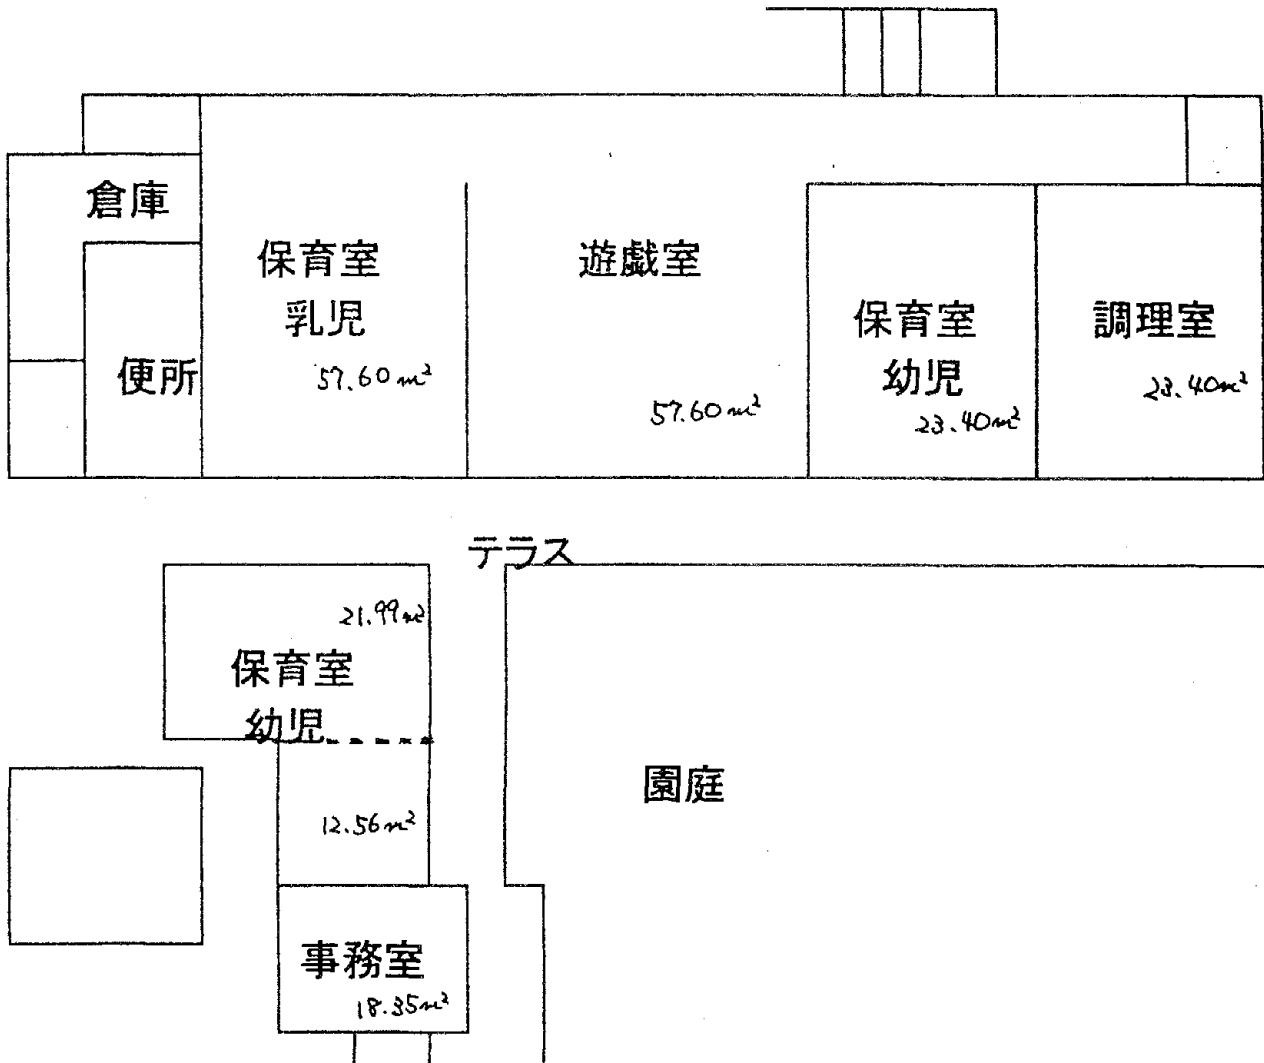 倉庫
保育室
乳児
57.60㎡
遊戯室
57.60㎡
保育室
幼児
23.40㎡
調理室
23.40㎡
便所
テラス
21.99㎡
保育室
幼児
12.56㎡
園庭
事務室
18.35㎡